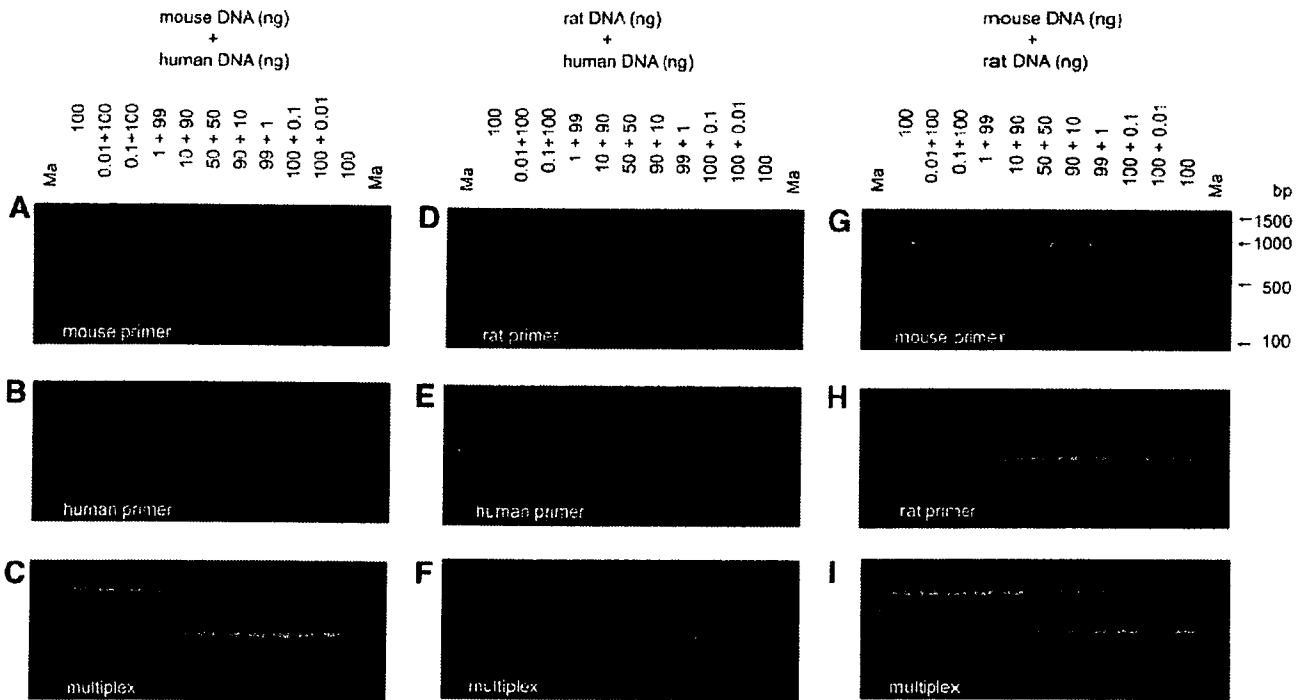 mouse DNA (ng)
+
human DNA (ng)
rat DNA (ng)
+
human DNA (ng)
mouse DNA (ng)
+
rat DNA (ng)
Ma
100
0.01+100
0.1+100
1 + 99
10 + 90
50 + 50
90 + 10
99 + 1
100 + 0.1
100 + 0.01
100
Ma
Ma
100
0.01+100
0.1+100
1 + 99
10 + 90
50 + 50
90 + 10
99 + 1
100 + 0.1
100 + 0.01
100
Ma
Ma
100
0.01+100
0.1+100
1 + 99
10 + 90
50 + 50
90 + 10
99 + 1
100 + 0.1
100 + 0.01
100
Ma
bp
A
mouse primer
D
rat primer
G
mouse primer
←1500
←1000
← 500
← 100
B
human primer
E
human primer
H
rat primer
C
multiplex
F
multiplex
I
multiplex